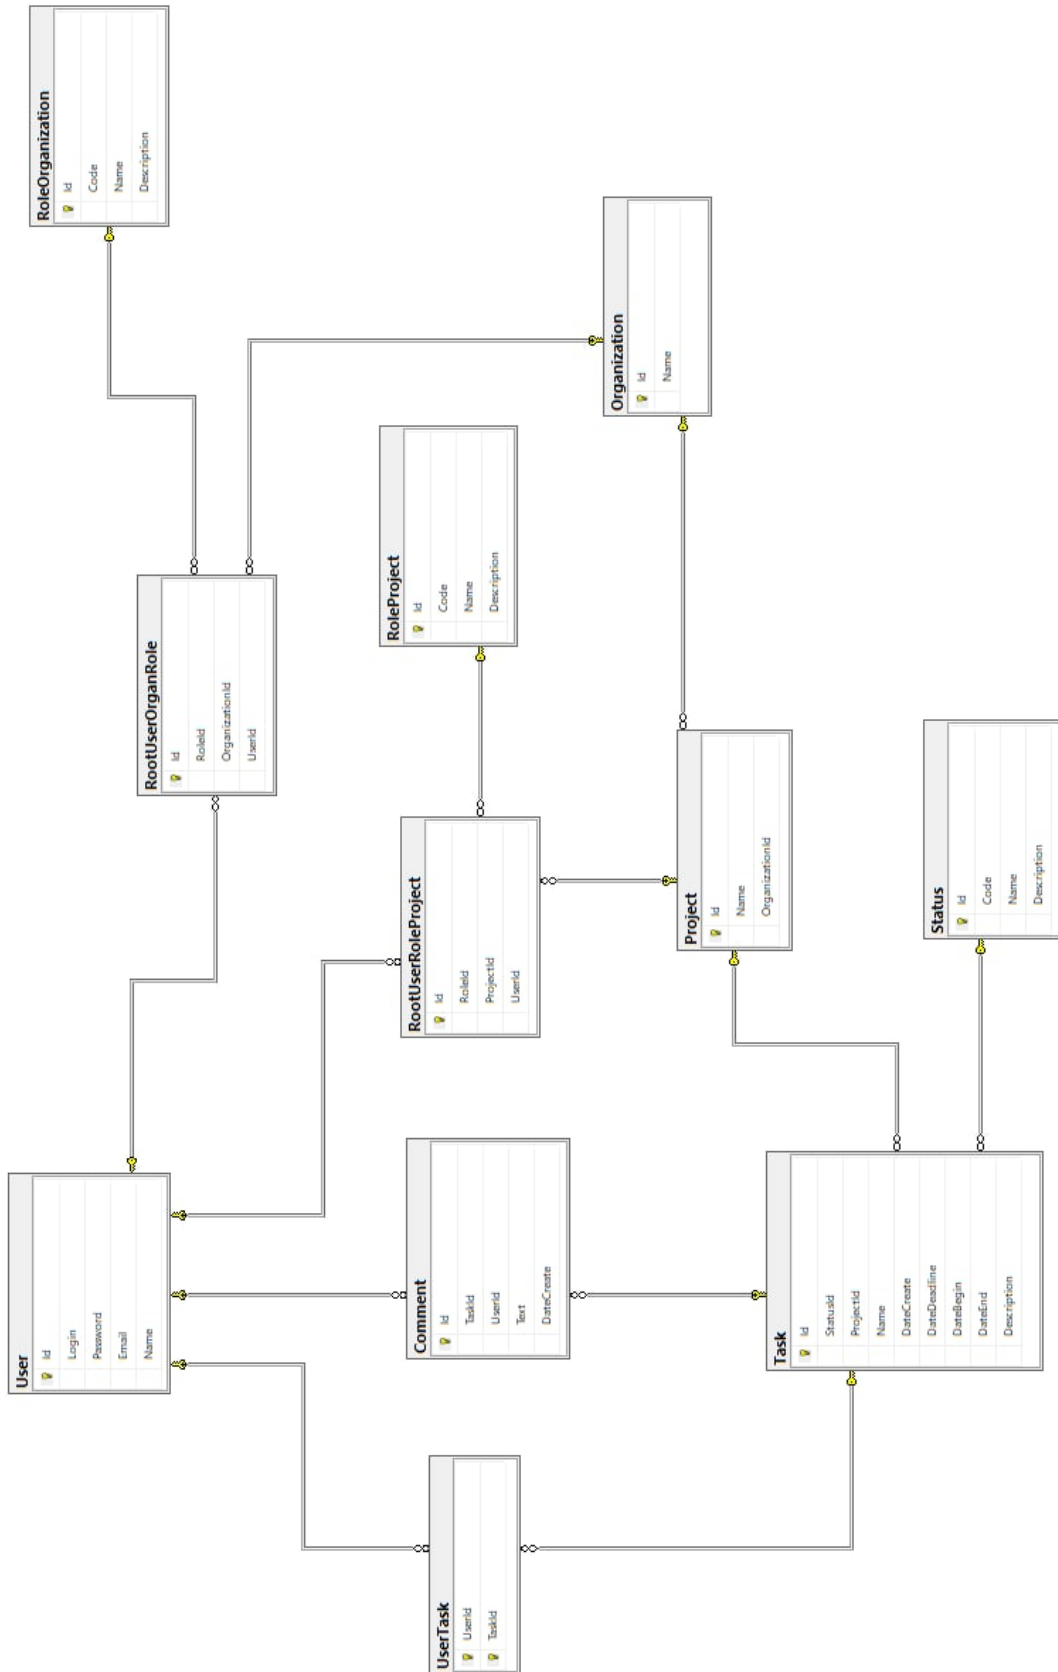 UserTask
UserId
TaskId
User
Id
Login
Password
Email
Name
Comment
Id
TaskId
UserId
Text
DateCreate
Task
Id
StatusId
ProjectId
Name
DateCreate
DateDeadline
DateBegin
DateEnd
Description
RootUserOrganRole
Id
RoleId
OrganizationId
UserId
RootUserRoleProject
Id
RoleId
ProjectId
UserId
Project
Id
Name
OrganizationId
Status
Id
Code
Name
Description
RoleProject
Id
Code
Name
Description
RoleOrganization
Id
Code
Name
Description
Organization
Id
Name